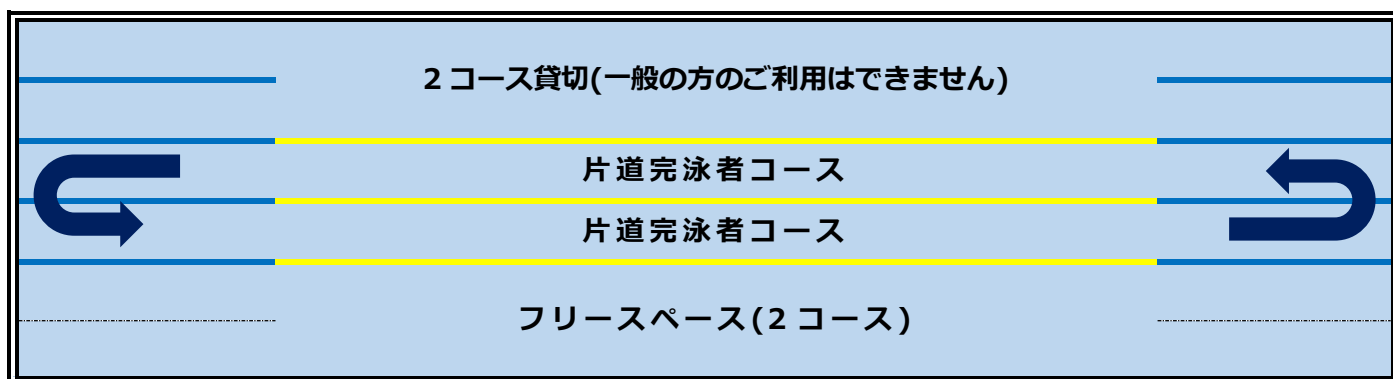 ２コース貸切(一般の方のご利用はできません)
片道完泳者コース
片道完泳者コース
フリースペース(２コース)